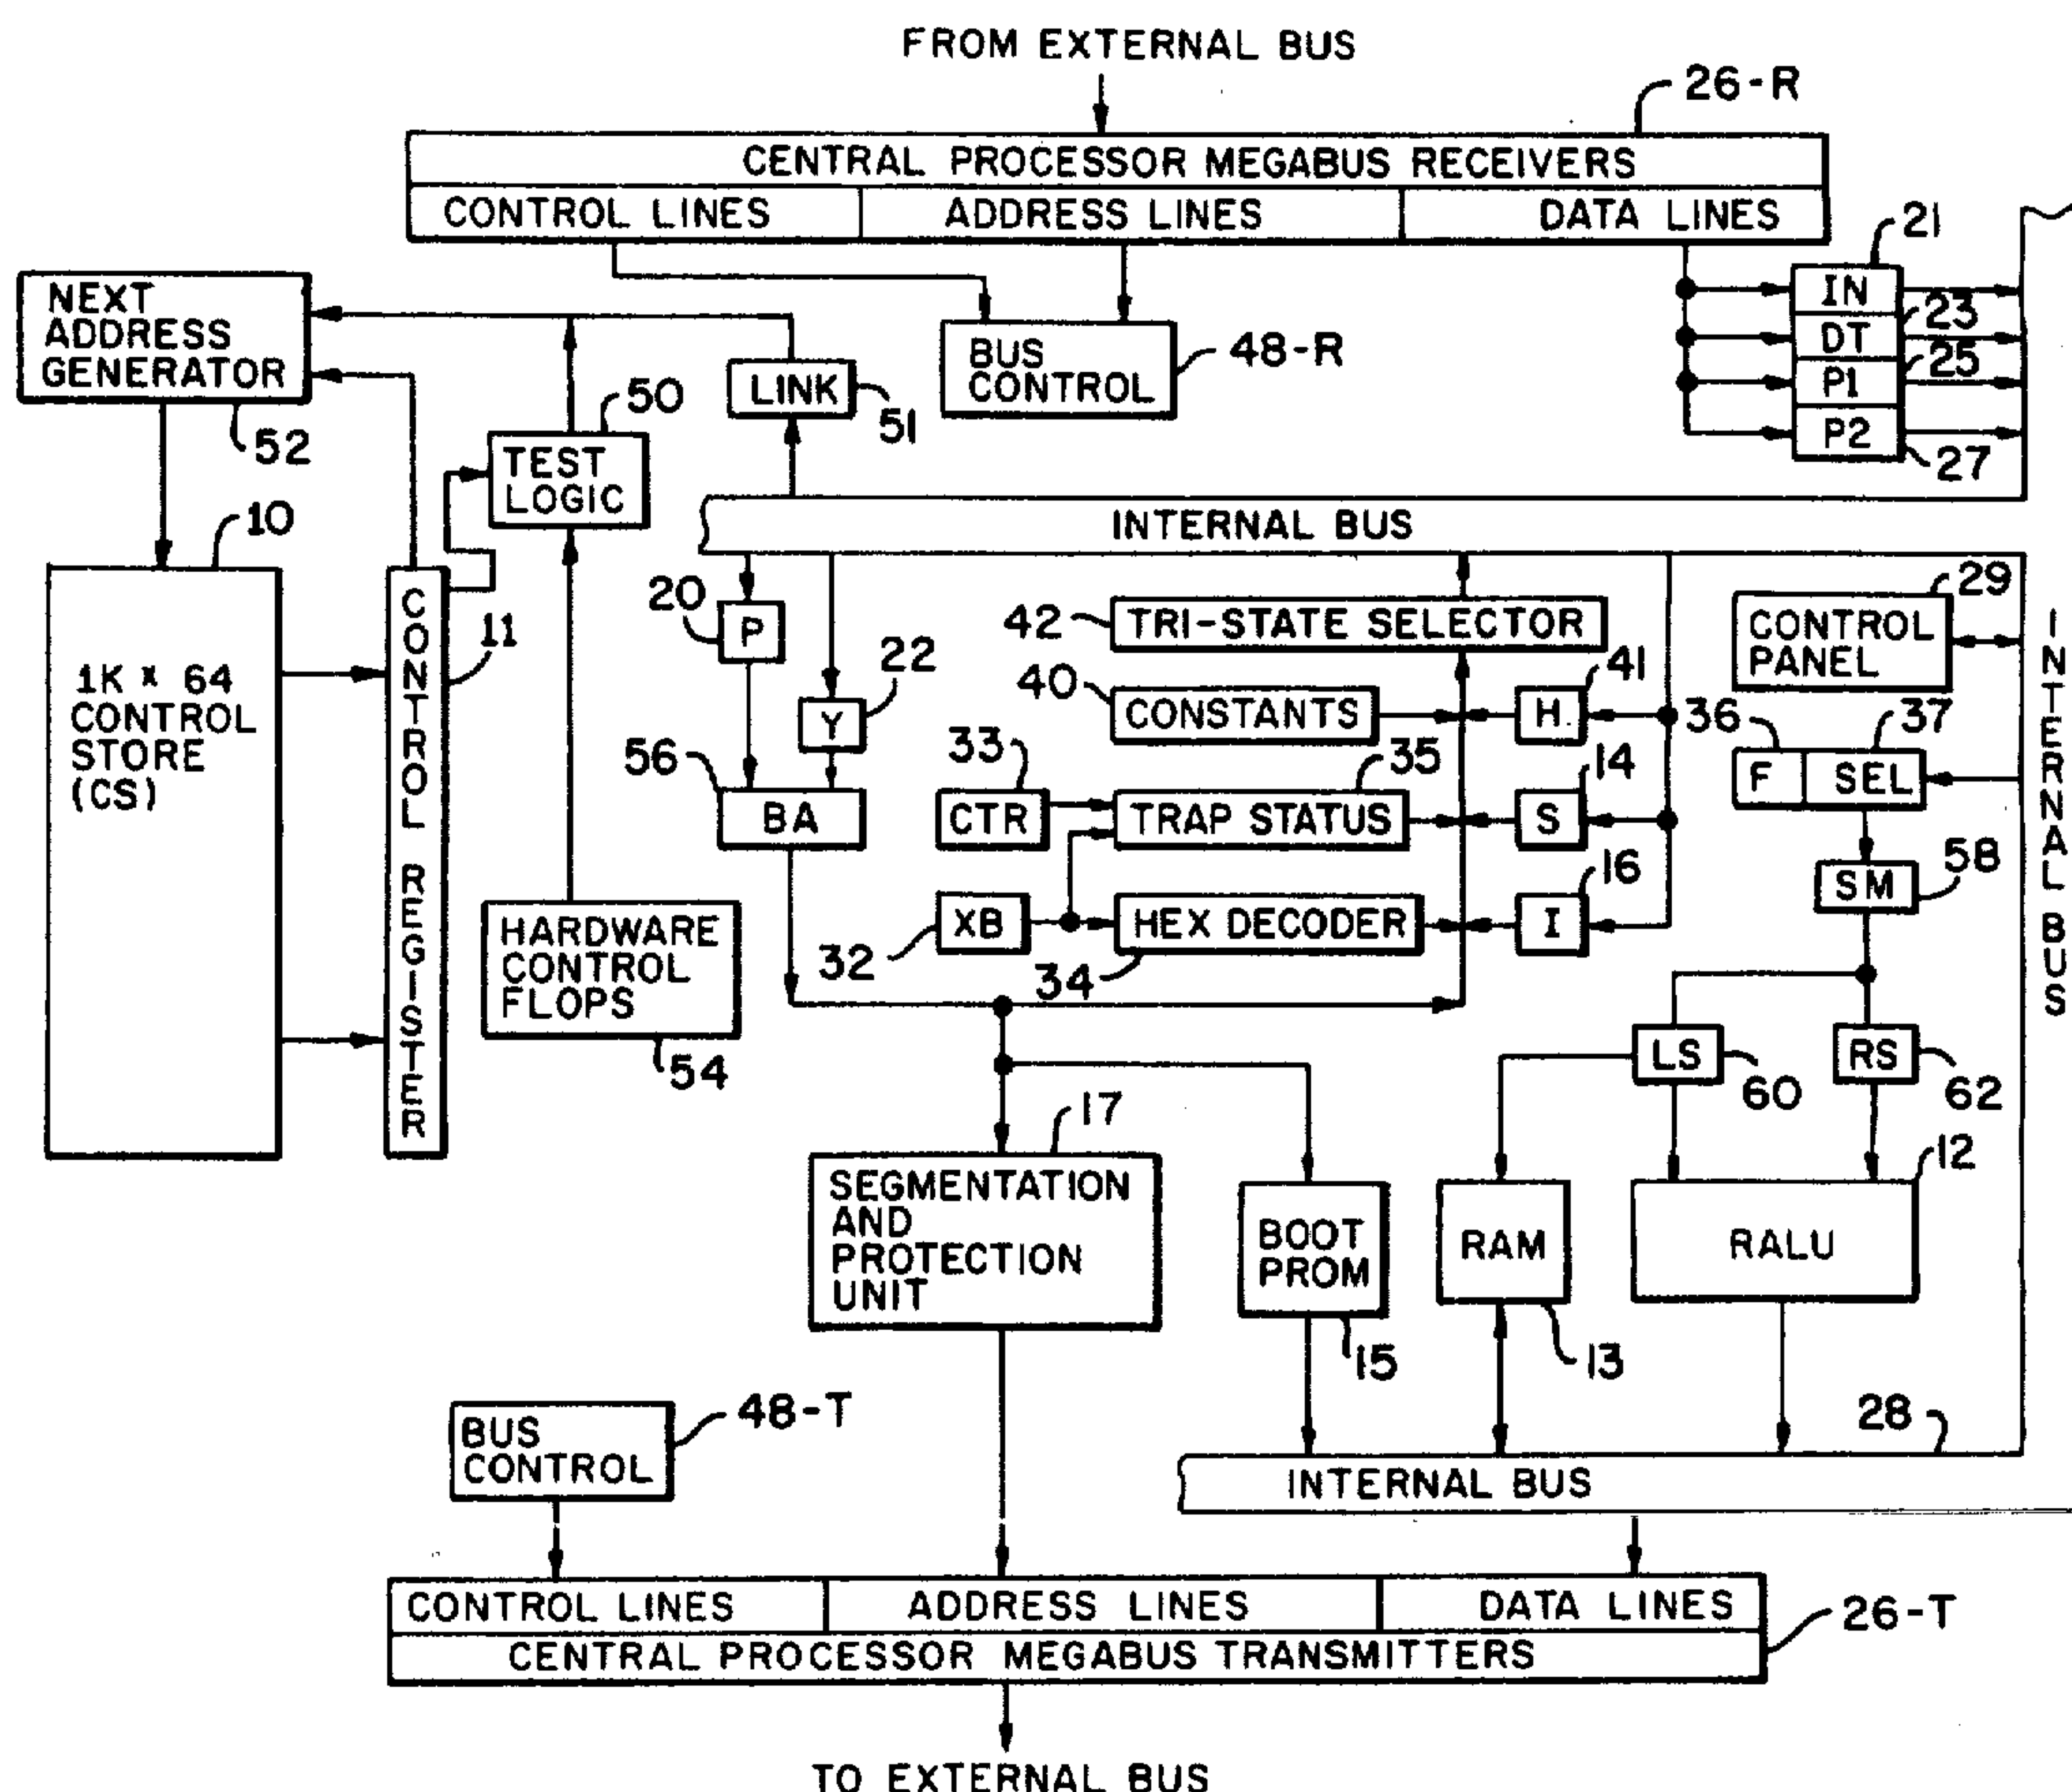 FROM EXTERNAL BUS
26-R
CENTRAL PROCESSOR MEGABUS RECEIVERS
CONTROL LINES
ADDRESS LINES
DATA LINES
21
IN
23
DT
25
P1
P2
27
NEXT
ADDRESS
GENERATOR
52
BUS
CONTROL
48-R
LINK
51
50
TEST
LOGIC
10
1K x 64
CONTROL
STORE
(CS)
CONTROL REGISTER
11
INTERNAL BUS
20
P
22
Y
56
BA
42
TRI-STATE SELECTOR
40
CONSTANTS
41
H
33
CTR
35
TRAP STATUS
14
S
32
XB
34
HEX DECODER
16
I
29
CONTROL
PANEL
INTERNAL BUS
36
37
F
SEL
58
SM
HARDWARE
CONTROL
FLOPS
54
LS
60
RS
62
17
SEGMENTATION
AND
PROTECTION
UNIT
BOOT
PROM
15
RAM
13
12
RALU
28
INTERNAL BUS
BUS
CONTROL
48-T
CONTROL LINES
ADDRESS LINES
DATA LINES
26-T
CENTRAL PROCESSOR MEGABUS TRANSMITTERS
TO EXTERNAL BUS